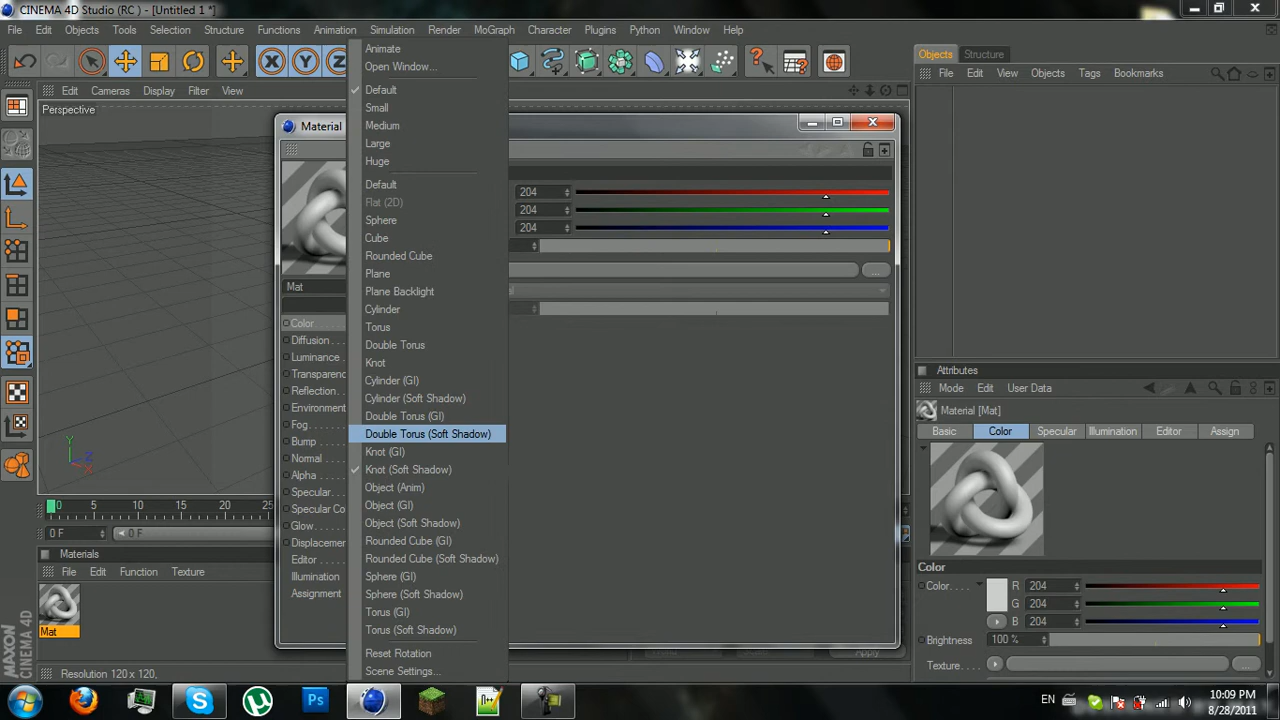 CINEMA 4D Studio (RC ) - [Untitled 1 *]
File Edit Objects Tools Selection Structure Functions Animation Simulation Render MoGraph Character Plugins Python Window Help
Objects Structure
File Edit View Objects Tags Bookmarks
Edit Cameras Display Filter View
Perspective
Material
Animate
Open Window...
Default
Small
Medium
Large
Huge
Default
Flat (2D)
Sphere
Cube
Rounded Cube
Plane
Plane Backlight
Cylinder
Torus
Double Torus
Knot
Cylinder (GI)
Cylinder (Soft Shadow)
Double Torus (GI)
Double Torus (Soft Shadow)
Knot (GI)
Knot (Soft Shadow)
Object (Anim)
Object (GI)
Object (Soft Shadow)
Rounded Cube (GI)
Rounded Cube (Soft Shadow)
Sphere (GI)
Sphere (Soft Shadow)
Torus (GI)
Torus (Soft Shadow)
Reset Rotation
Scene Settings...
204
204
204
...
Mat
Color
Diffusion
Luminance
Transparenc
Reflection
Environment
Fog
Bump
Normal
Alpha
Specular
Specular Co
Glow
Displacemen
Editor
Illumination
Assignment
Y
Z
X
0 5 10 15 20 25
0 F
0 F
Materials
File Edit Function Texture
Mat
Resolution 120 x 120,
MAXON
CINEMA 4D
Apply
Attributes
Mode Edit User Data
Material [Mat]
Basic Color Specular Illumination Editor Assign
Color
Color.... R 204
G 204
B 204
Brightness 100 %
Texture... ...
Ps
EN
10:09 PM
8/28/2011